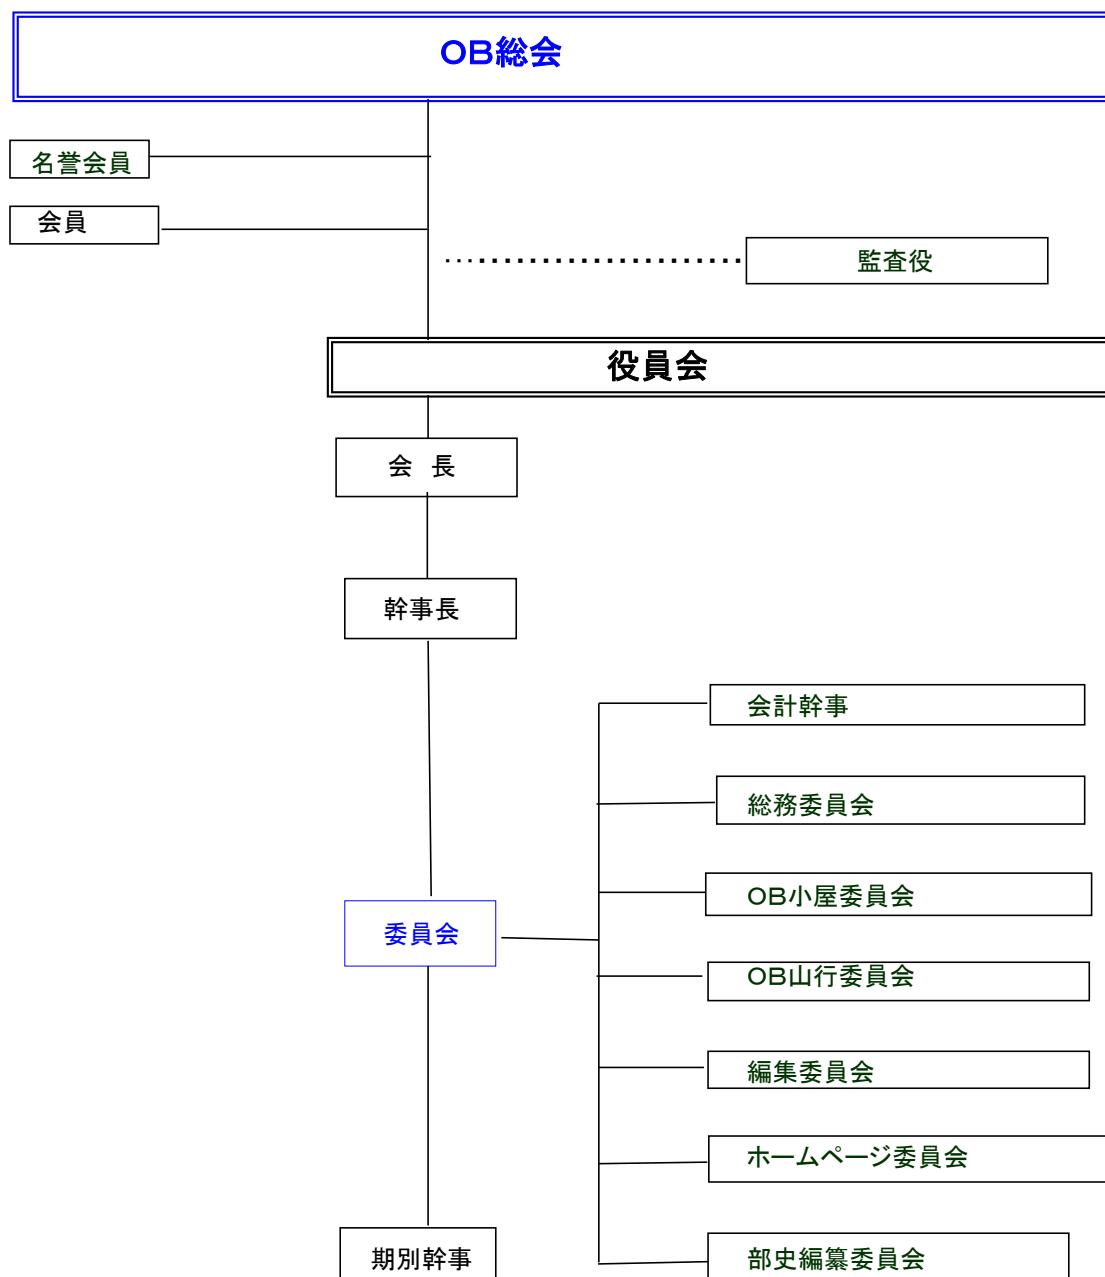 OB総会
名誉会員
会員
監査役
役員会
会　長
幹事長
会計幹事
総務委員会
OB小屋委員会
委員会
OB山行委員会
編集委員会
ホームページ委員会
期別幹事
部史編纂委員会